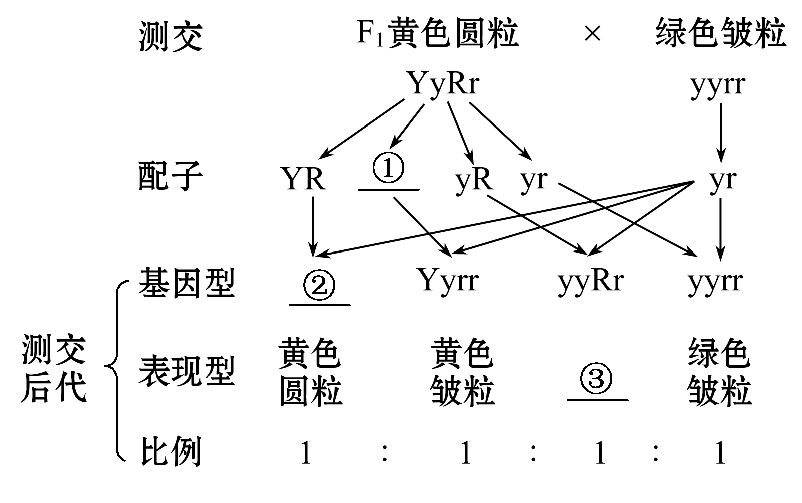 测交 F₁黄色圆粒 × 绿色皱粒
YyRr yyrr
配子 YR ① yR yr yr
基因型 ② Yyrr yyRr yyrr
测交后代
表现型 黄色圆粒 黄色皱粒 ③ 绿色皱粒
比例 1 : 1 : 1 : 1